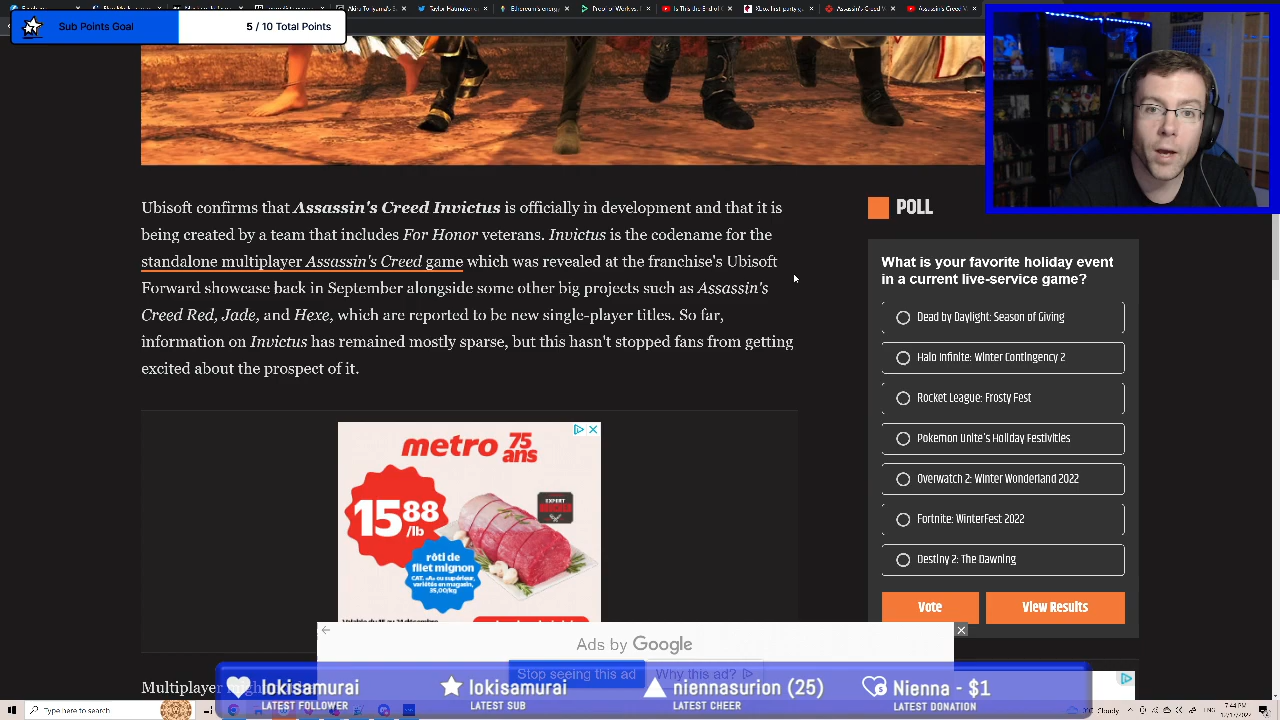 Sub Points Goal
5 / 10 Total Points
Ubisoft confirms that Assassin's Creed Invictus is officially in development and that it is
being created by a team that includes For Honor veterans. Invictus is the codename for the
standalone multiplayer Assassin's Creed game which was revealed at the franchise's Ubisoft
Forward showcase back in September alongside some other big projects such as Assassin's
Creed Red, Jade, and Hexe, which are reported to be new single-player titles. So far,
information on Invictus has remained mostly sparse, but this hasn't stopped fans from getting
excited about the prospect of it.
POLL
What is your favorite holiday event
in a current live-service game?
Dead by Daylight: Season of Giving
Halo Infinite: Winter Contingency 2
Rocket League: Frosty Fest
Pokemon Unite's Holiday Festivities
Overwatch 2: Winter Wonderland 2022
Fortnite: WinterFest 2022
Destiny 2: The Dawning
Vote
View Results
metro 75
ans
1588
/lb
EXPERT
rôti de
filet mignon
35,00/kg
Ads by Google
Stop seeing this ad
Why this ad?
Multiplayer
lokisamurai
LATEST FOLLOWER
lokisamurai
LATEST SUB
niennasurion (25)
LATEST CHEER
Nienna - $1
LATEST DONATION
Type here to search